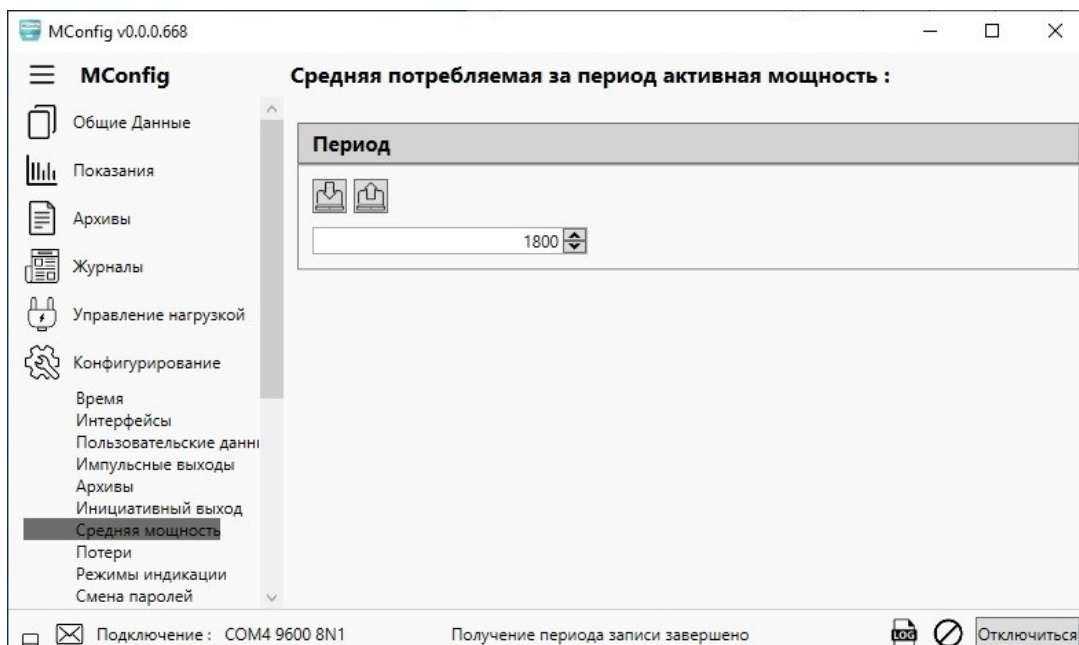 MConfig v0.0.0.668
MConfig
Средняя потребляемая за период активная мощность :
Общие Данные
Показания
Архивы
Журналы
Управление нагрузкой
Конфигурирование
Время
Интерфейсы
Пользовательские данн
Импульсные выходы
Архивы
Инициативный выход
Средняя мощность
Потери
Режимы индикации
Смена паролей
Период
1800
Подключение : COM4 9600 8N1
Получение периода записи завершено
LOG
Отключиться